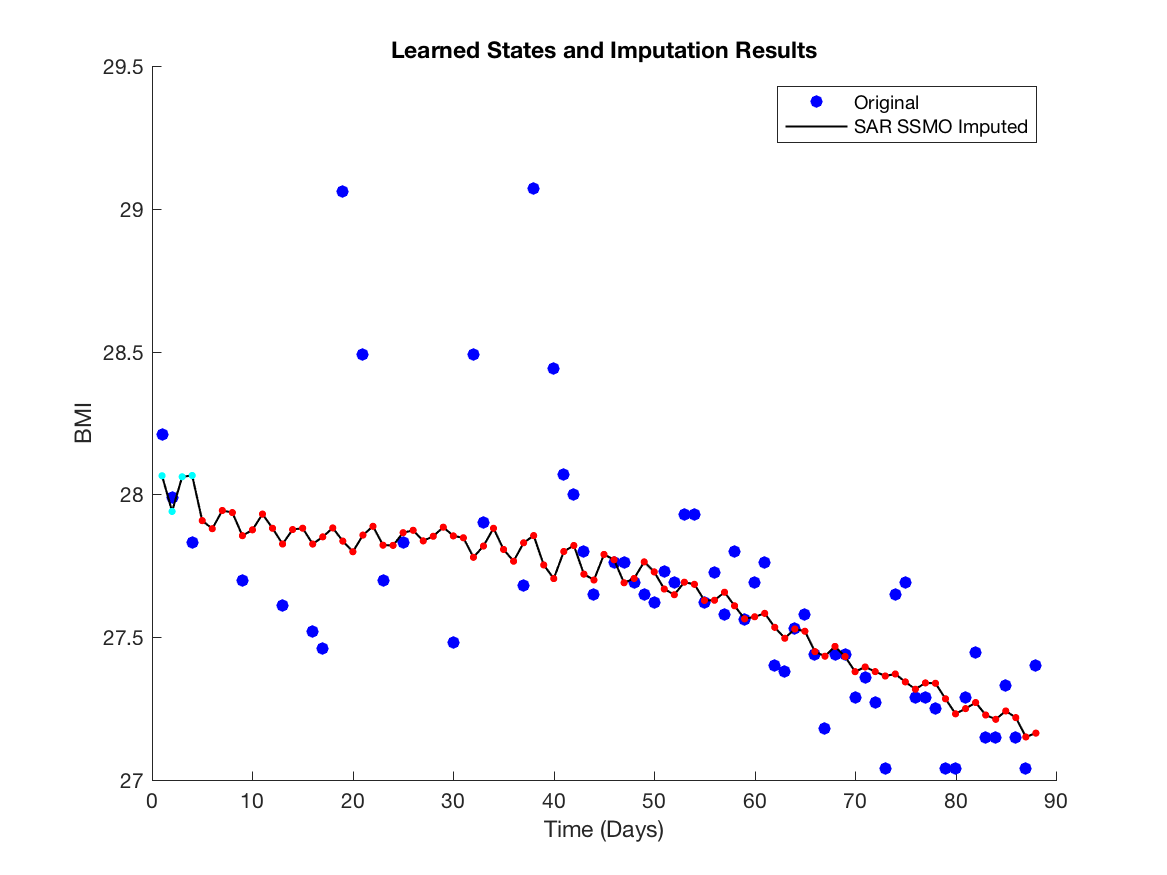 Learned States and Imputation Results
29.5
29
28.5
28
27.5
27
BMI
Original
SAR SSMO Imputed
0 10 20 30 40 50 60 70 80 90
Time (Days)